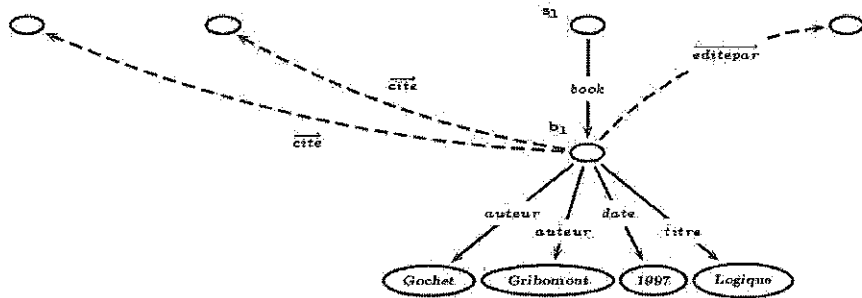 s1
editepar
cite
book
cite
b1
auteur
date
titre
auteur
Gochet
Gribomont
1997
Logique